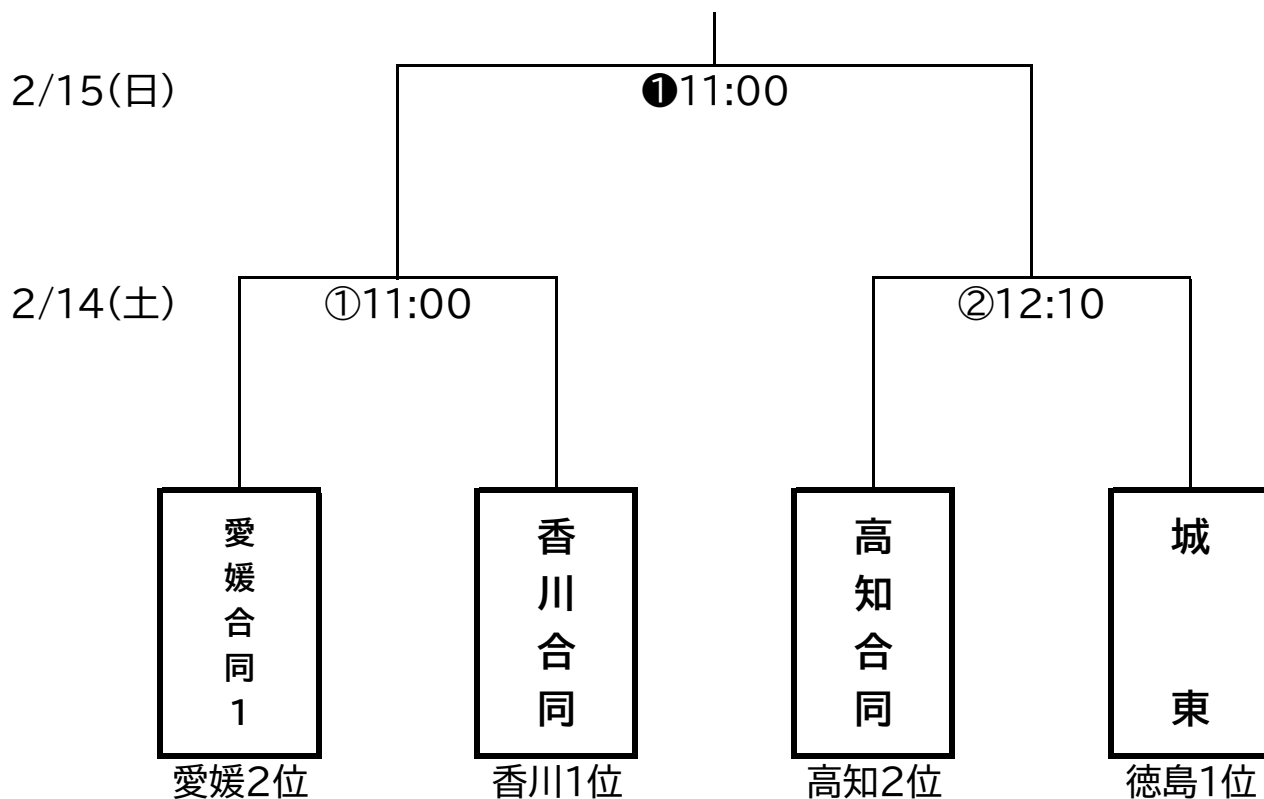 2/15(日)
❶11:00
2/14(土)
①11:00
②12:10
愛媛合同1
香川合同
高知合同
城東
愛媛2位
香川1位
高知2位
徳島1位